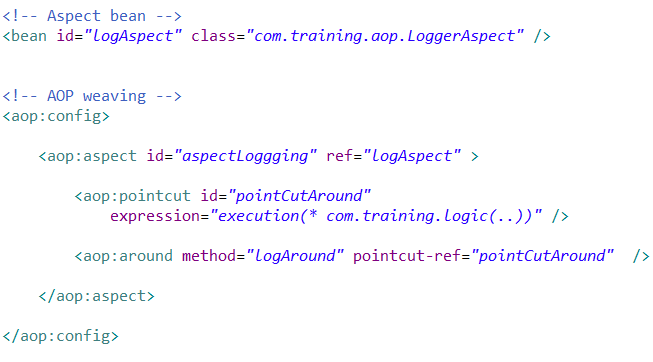 <!-- Aspect bean -->
<bean id="logAspect" class="com.training.aop.LoggerAspect" />
<!-- AOP weaving -->
<aop:config>
<aop:aspect id="aspectLoggging" ref="logAspect" >
<aop:pointcut id="pointCutAround"
expression="execution(* com.training.logic(..))" />
<aop:around method="logAround" pointcut-ref="pointCutAround"  />
</aop:aspect>
</aop:config>